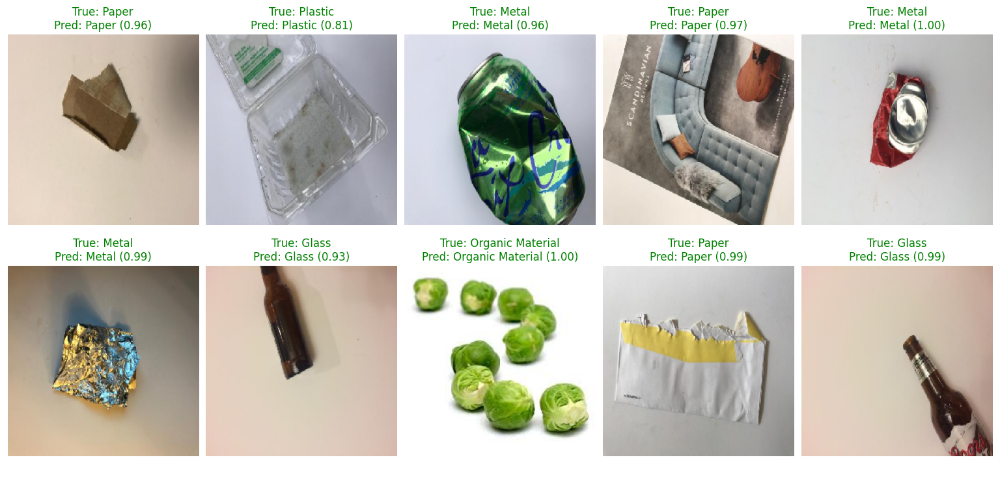 True: Paper
Pred: Paper (0.96)
True: Plastic
Pred: Plastic (0.81)
True: Metal
Pred: Metal (0.96)
True: Paper
Pred: Paper (0.97)
True: Metal
Pred: Metal (1.00)
SCANDINAVIAN
DESIGNS
True: Metal
Pred: Metal (0.99)
True: Glass
Pred: Glass (0.93)
True: Organic Material
Pred: Organic Material (1.00)
True: Paper
Pred: Paper (0.99)
True: Glass
Pred: Glass (0.99)
Coors